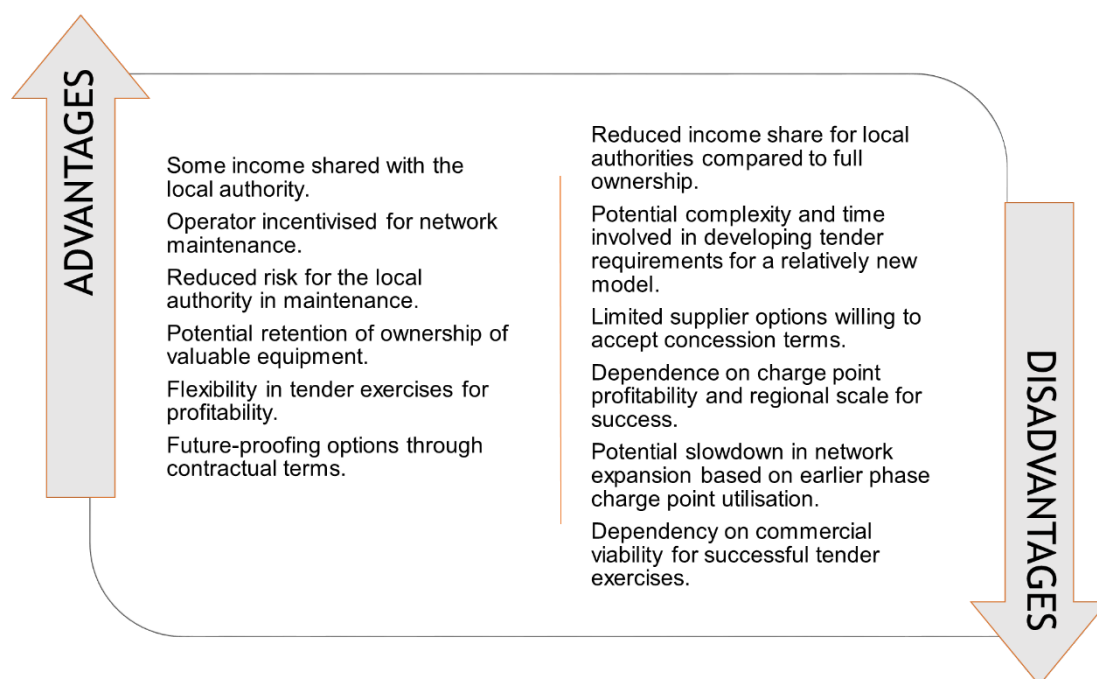 ADVANTAGES
Some income shared with the
local authority.
Operator incentivised for network
maintenance.
Reduced risk for the local
authority in maintenance.
Potential retention of ownership of
valuable equipment.
Flexibility in tender exercises for
profitability.
Future-proofing options through
contractual terms.
Reduced income share for local
authorities compared to full
ownership.
Potential complexity and time
involved in developing tender
requirements for a relatively new
model.
Limited supplier options willing to
accept concession terms.
Dependence on charge point
profitability and regional scale for
success.
Potential slowdown in network
expansion based on earlier phase
charge point utilisation.
Dependency on commercial
viability for successful tender
exercises.
DISADVANTAGES